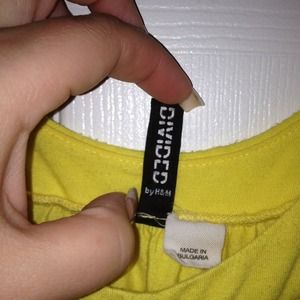 DIVIDED
by H&M
MADE IN
BULGARIA